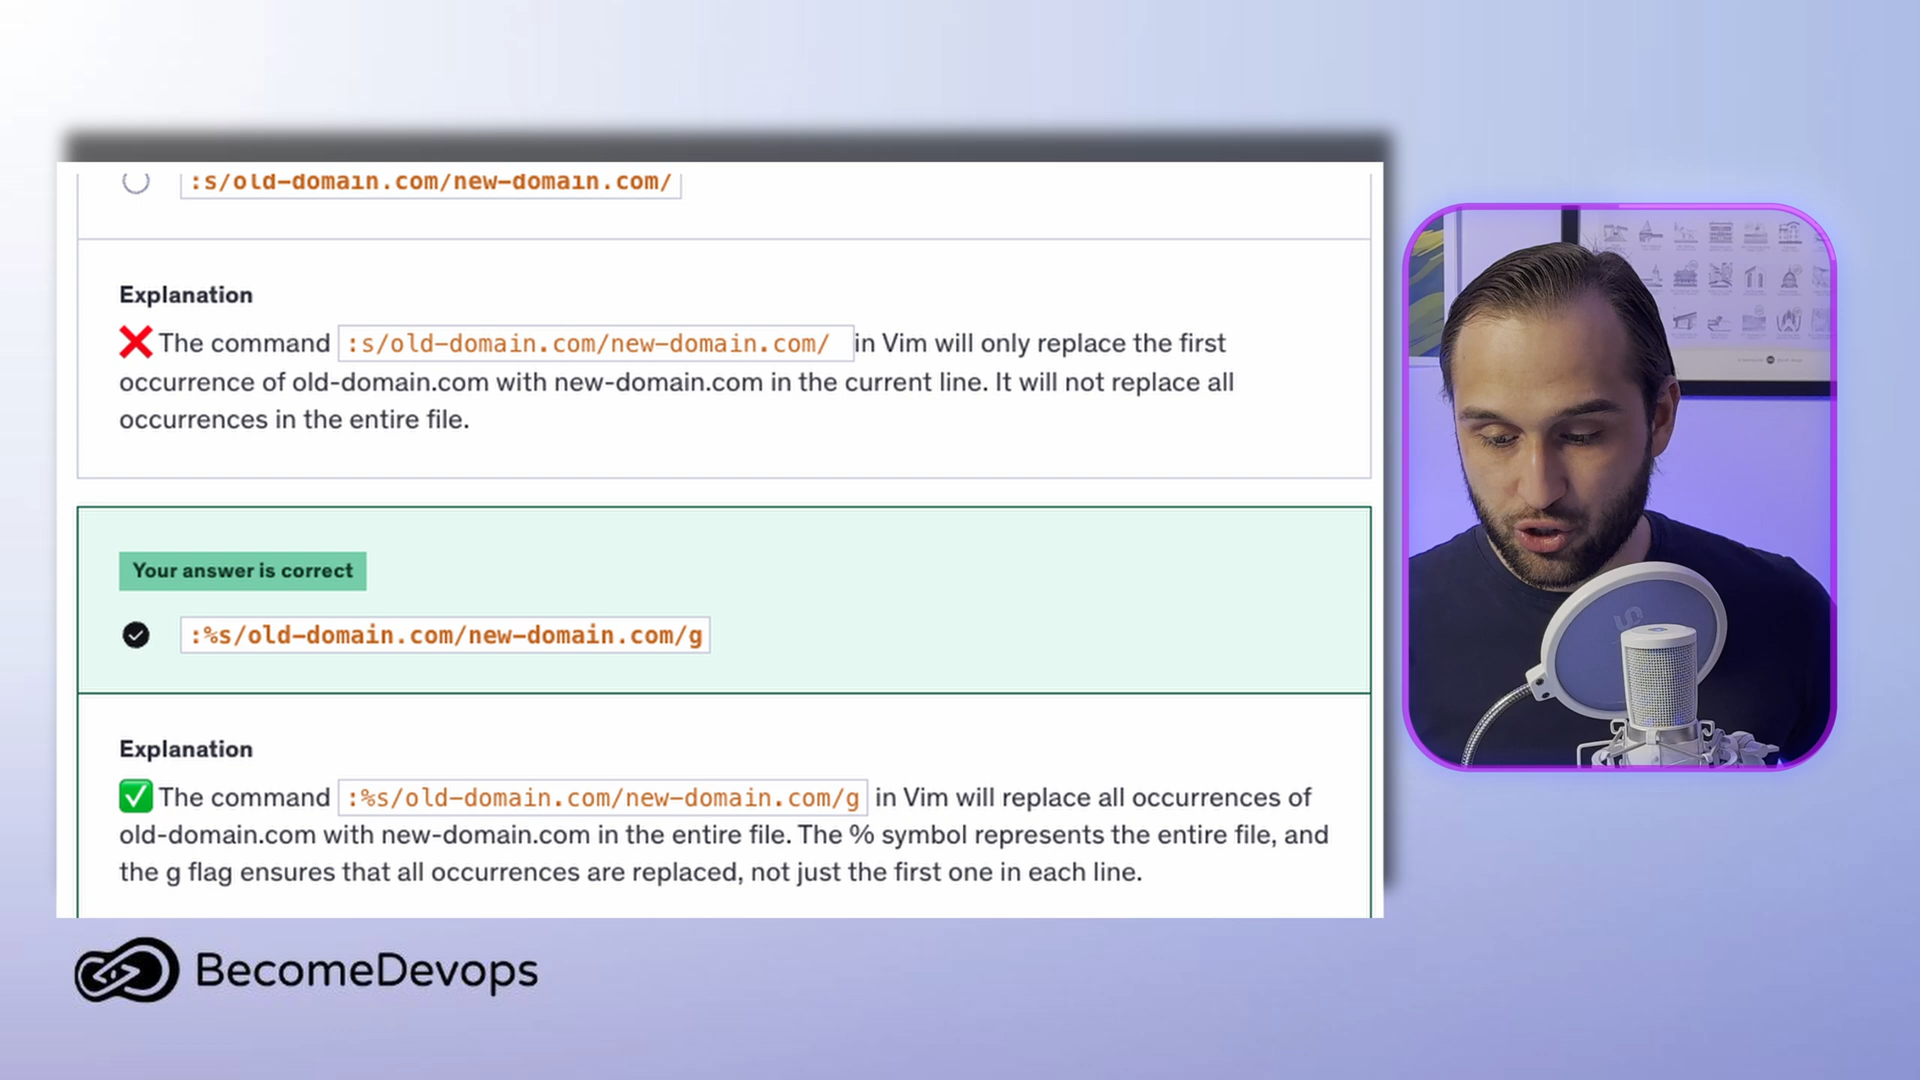 :s/old-domain.com/new-domain.com/
Explanation
❌ The command :s/old-domain.com/new-domain.com/ in Vim will only replace the first
occurrence of old-domain.com with new-domain.com in the current line. It will not replace all
occurrences in the entire file.
Your answer is correct
:%s/old-domain.com/new-domain.com/g
Explanation
✅ The command :%s/old-domain.com/new-domain.com/g in Vim will replace all occurrences of
old-domain.com with new-domain.com in the entire file. The % symbol represents the entire file, and
the g flag ensures that all occurrences are replaced, not just the first one in each line.
BecomeDevops